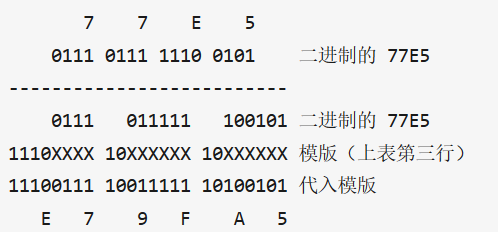 7 7 E 5
0111 0111 1110 0101 二进制的 77E5
--------------------------
0111 011111 100101 二进制的 77E5
1110XXXX 10XXXXXX 10XXXXXX 模版（上表第三行）
11100111 10011111 10100101 代入模版
E 7 9 F A 5